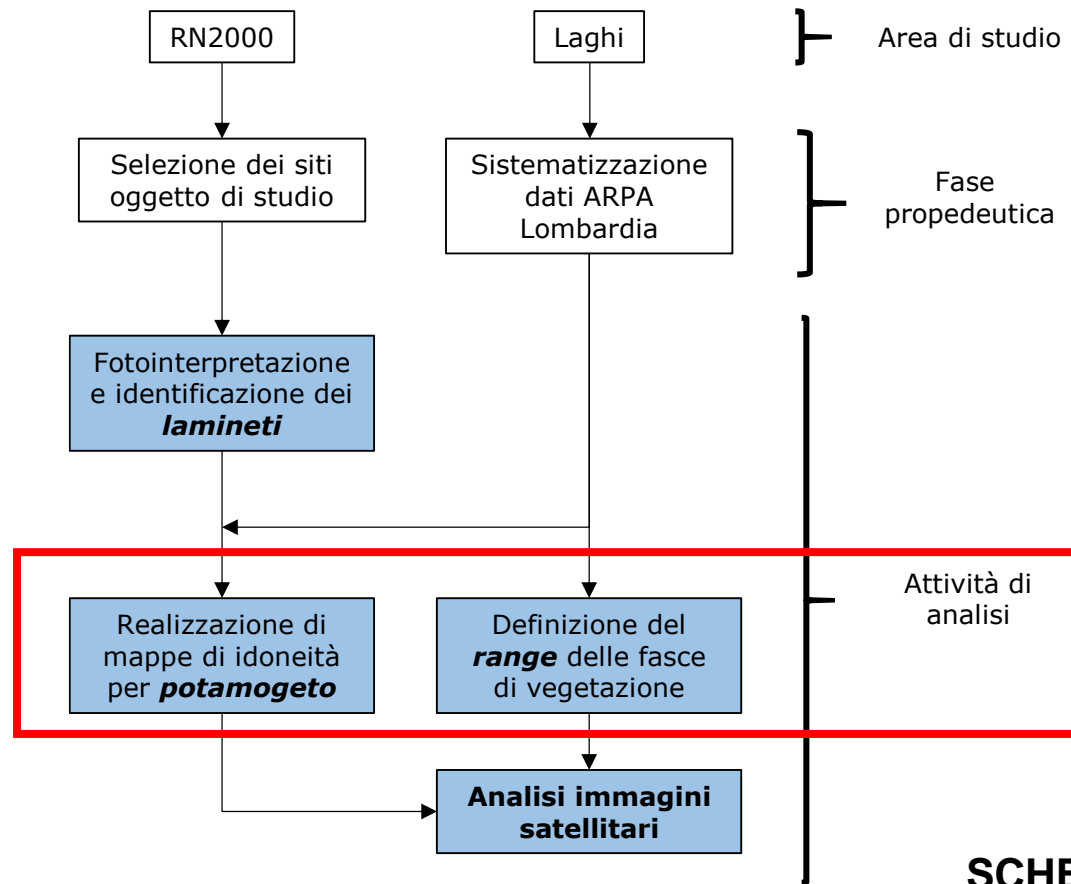 RN2000
Laghi
Area di studio
Selezione dei siti
oggetto di studio
Sistematizzazione
dati ARPA
Lombardia
Fase
propedeutica
Fotointerpretazione
e identificazione dei
lamineti
Realizzazione di
mappe di idoneità
per potamogeto
Definizione del
range delle fasce
di vegetazione
Attività di
analisi
Analisi immagini
satellitari